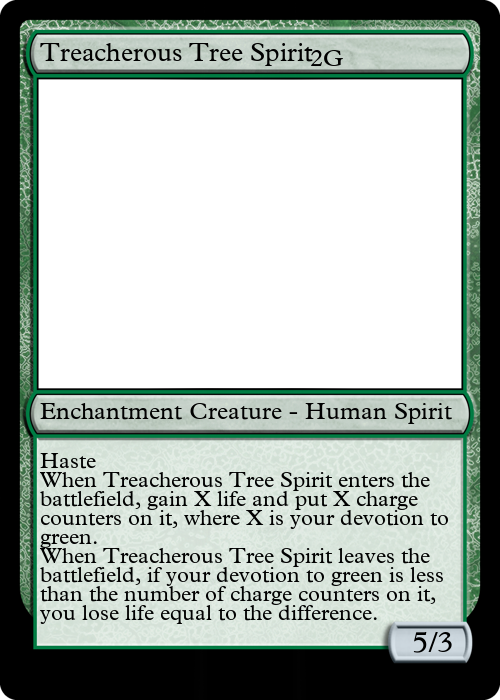 Treacherous Tree Spirit 2G
Enchantment Creature - Human Spirit
Haste
When Treacherous Tree Spirit enters the
battlefield, gain X life and put X charge
counters on it, where X is your devotion to
green.
When Treacherous Tree Spirit leaves the
battlefield, if your devotion to green is less
than the number of charge counters on it,
you lose life equal to the difference.
5/3